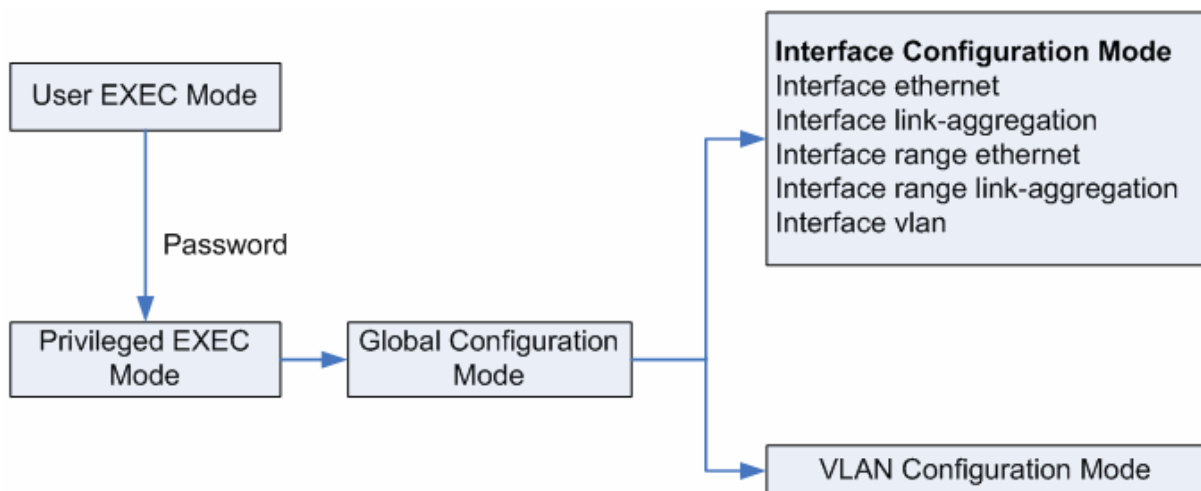 User EXEC Mode
Password
Privileged EXEC
Mode
Global Configuration
Mode
Interface Configuration Mode
Interface ethernet
Interface link-aggregation
Interface range ethernet
Interface range link-aggregation
Interface vlan
VLAN Configuration Mode